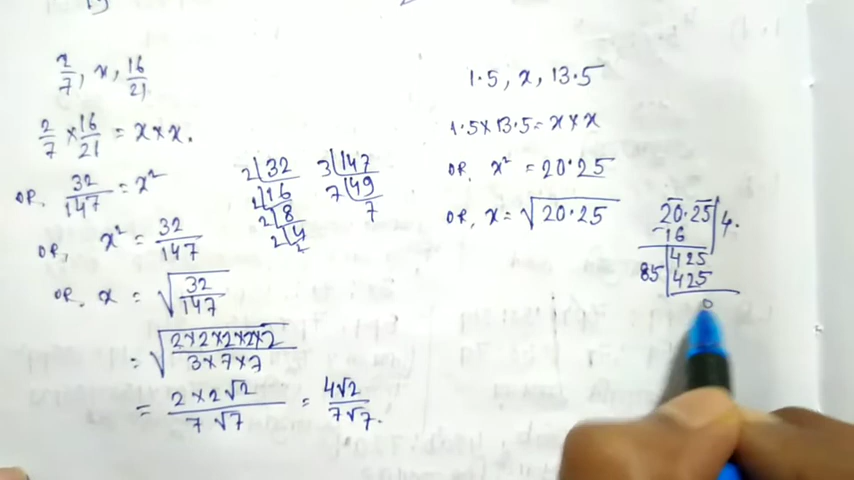 2/7, x, 16/21
2/7 × 16/21 = x × x.
OR, 32/147 = x²
OR, x² = 32/147
OR, x = √(32/147)
= √(2×2×2×2×2/3×7×7)
= 2×2√2/7√7 = 4√2/7√7.
2 32
2 16
2 8
2 4
2
3 147
7 49
7
1.5, x, 13.5
1.5×13.5 = x×x
OR, x² = 20.25
OR, x = √20.25
20.25 4.
-16
425
85 425
0